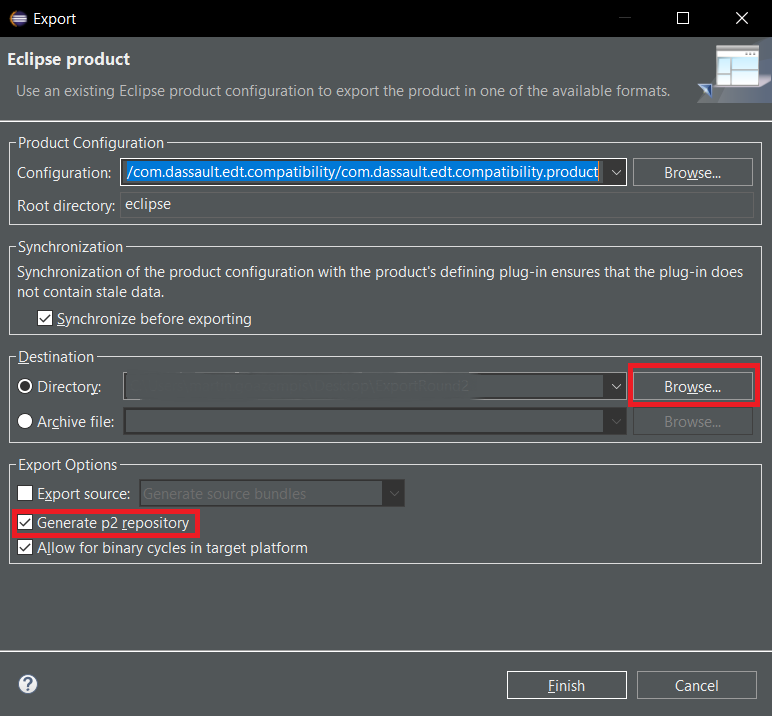 Export
Eclipse product
Use an existing Eclipse product configuration to export the product in one of the available formats.
Product Configuration
Configuration: /com.dassault.edt.compatibility/com.dassault.edt.compatibility.product Browse...
Root directory: eclipse
Synchronization
Synchronization of the product configuration with the product's defining plug-in ensures that the plug-in does
not contain stale data.
Synchronize before exporting
Destination
Directory: Browse...
Archive file: Browse...
Export Options
Export source: Generate source bundles
Generate p2 repository
Allow for binary cycles in target platform
? Finish Cancel